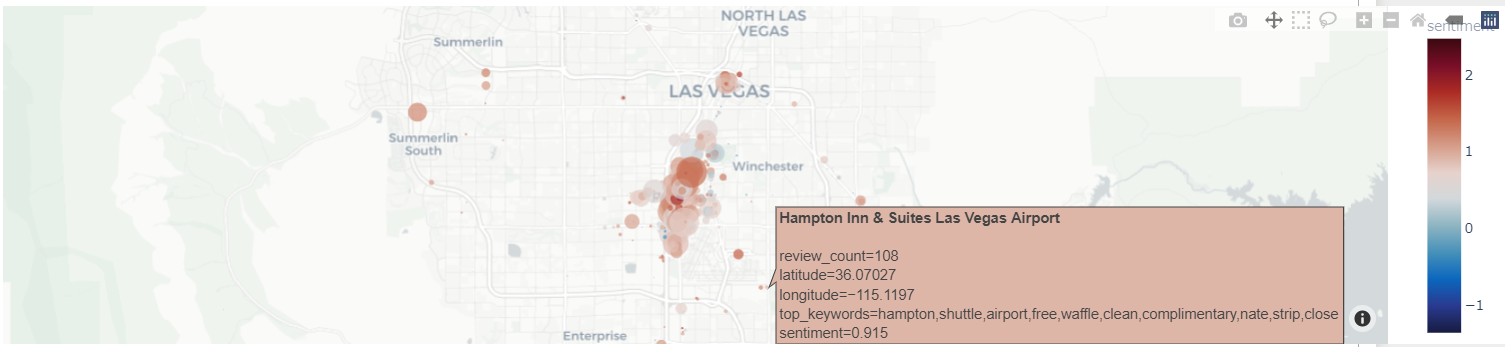 NORTH LAS
VEGAS
Summerlin
LAS VEGAS
Summerlin
South
Winchester
Enterprise
Hampton Inn & Suites Las Vegas Airport
review_count=108
latitude=36.07027
longitude=−115.1197
top_keywords=hampton,shuttle,airport,free,waffle,clean,complimentary,nate,strip,close
sentiment=0.915
sentiment
2
1
0
−1